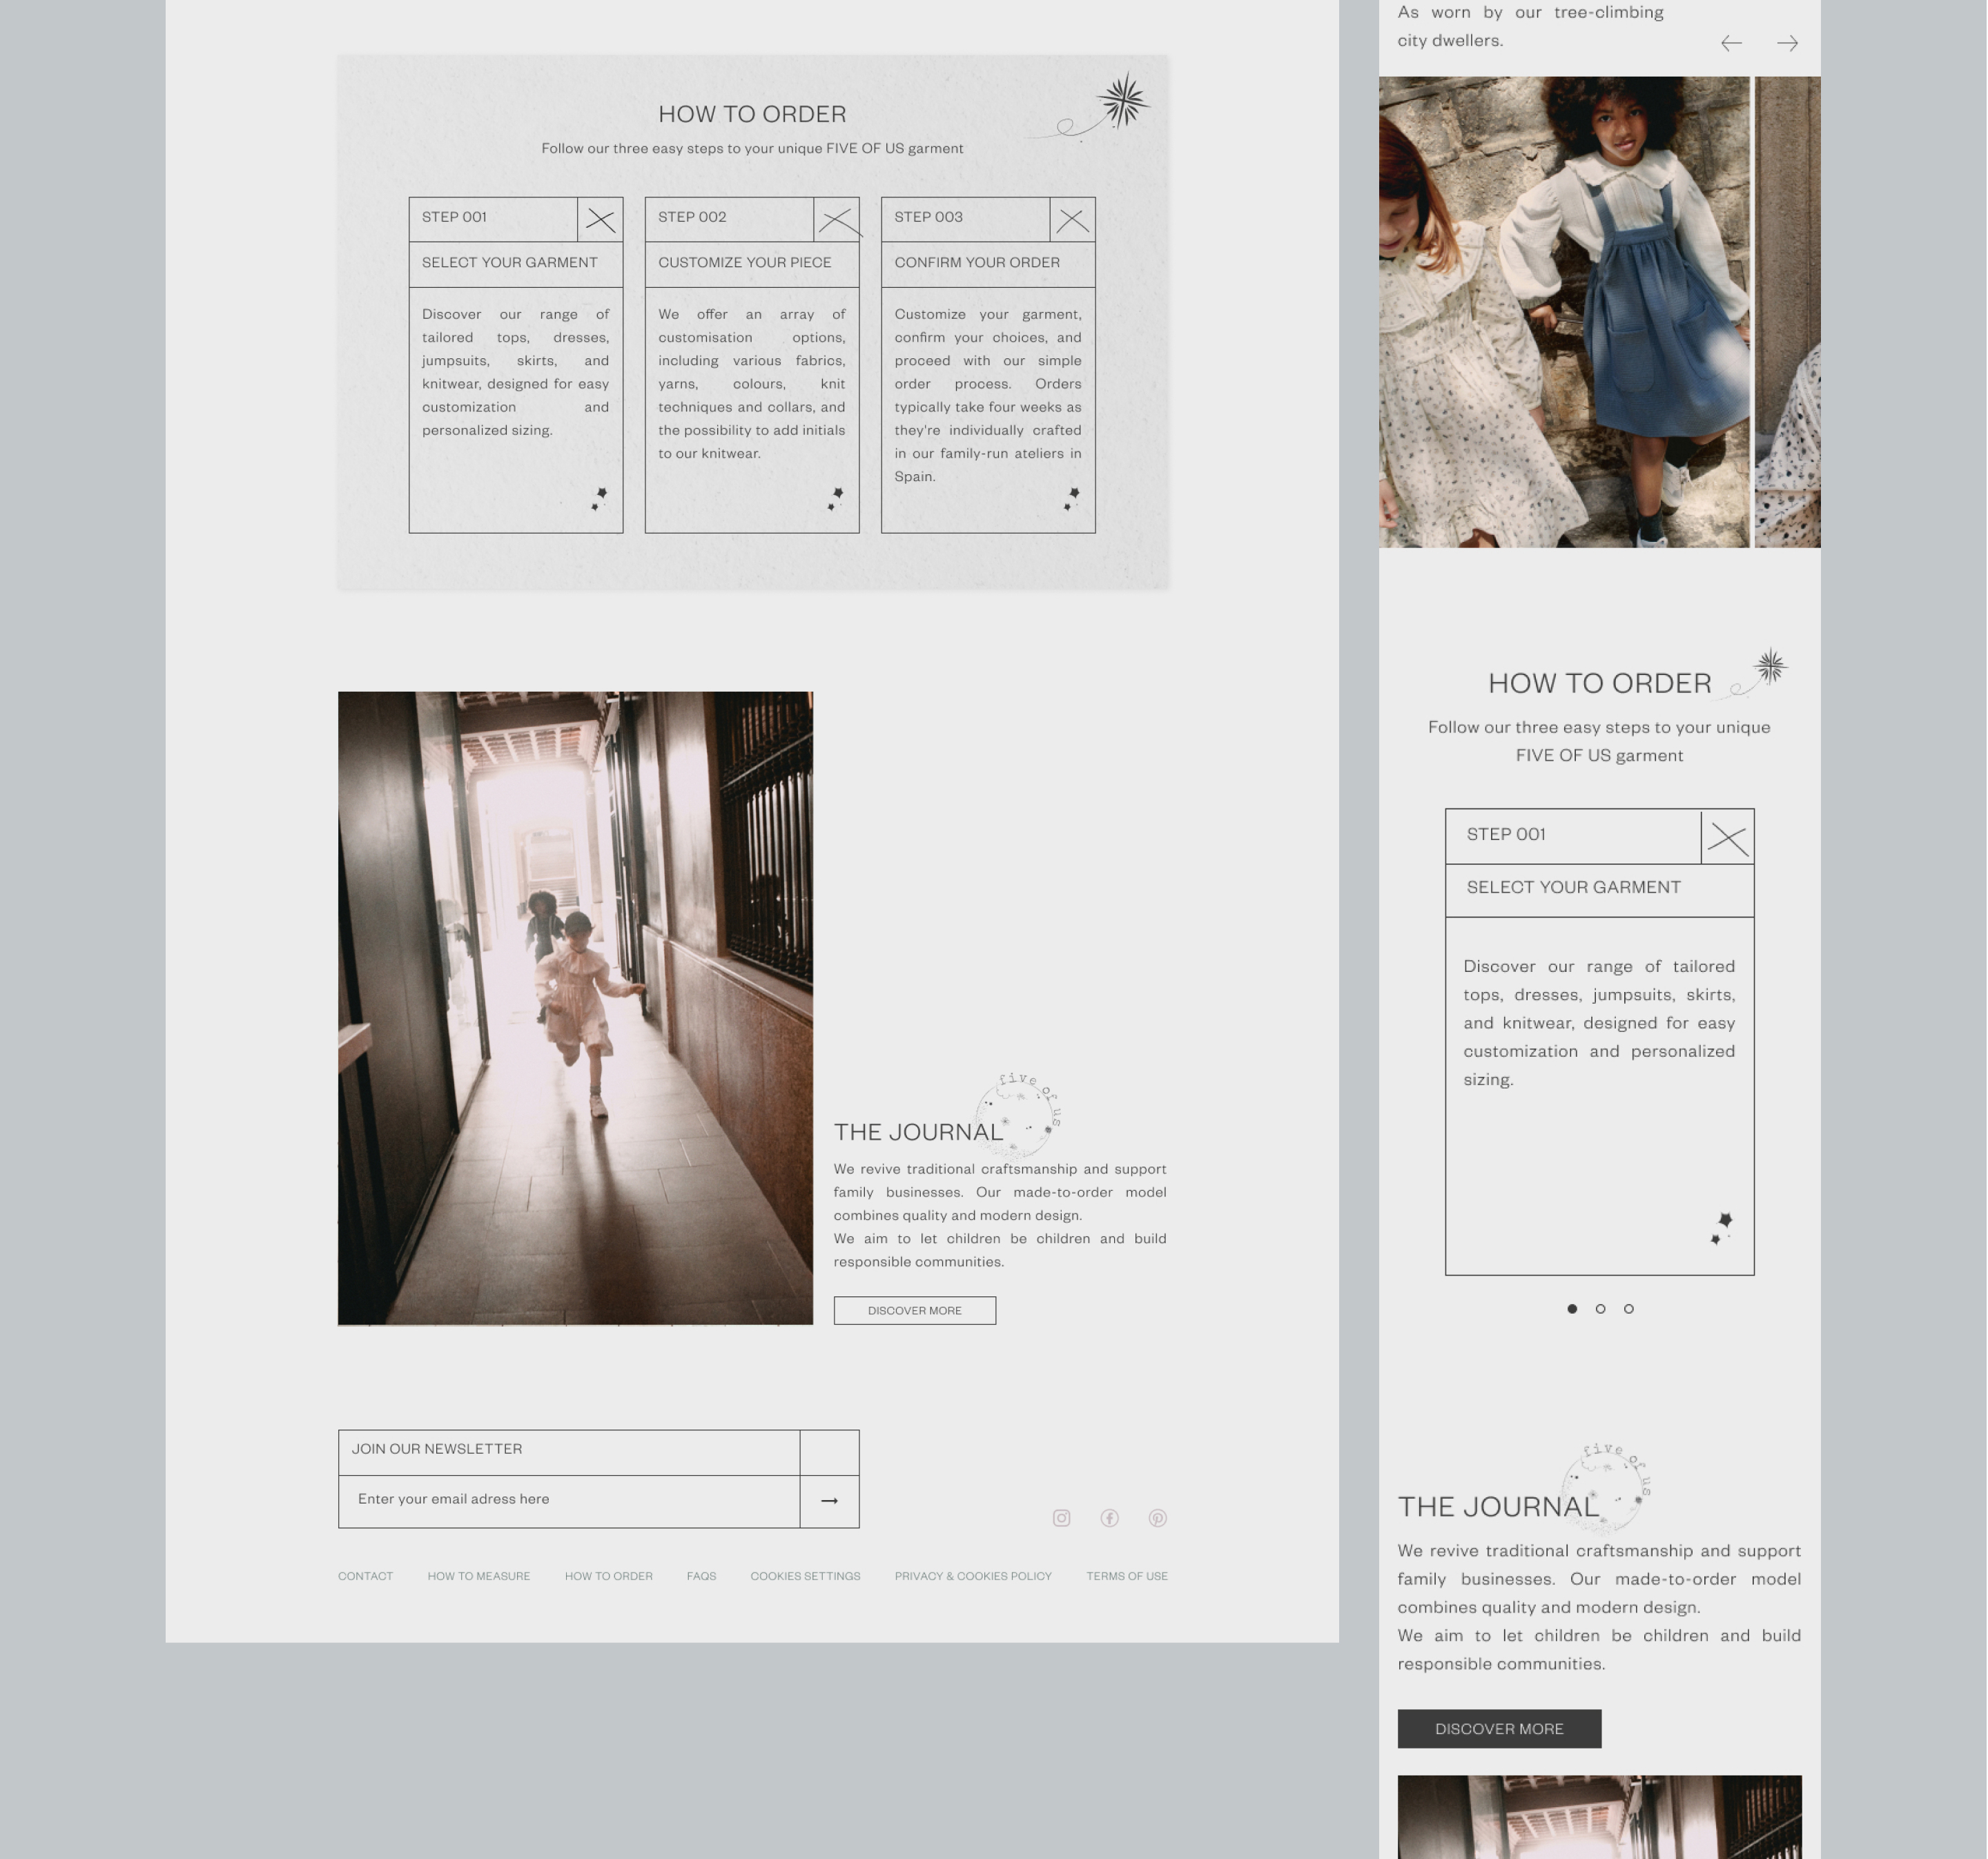 HOW TO ORDER
Follow our three easy steps to your unique FIVE OF US garment
STEP 001
SELECT YOUR GARMENT
Discover our range of
tailored tops, dresses,
jumpsuits, skirts, and
knitwear, designed for easy
customization and
personalized sizing.
STEP 002
CUSTOMIZE YOUR PIECE
We offer an array of
customisation options,
including various fabrics,
yarns, colours, knit
techniques and collars, and
the possibility to add initials
to our knitwear.
STEP 003
CONFIRM YOUR ORDER
Customize your garment,
confirm your choices, and
proceed with our simple
order process. Orders
typically take four weeks as
they're individually crafted
in our family-run ateliers in
Spain.
five of us
THE JOURNAL
We revive traditional craftsmanship and support
family businesses. Our made-to-order model
combines quality and modern design.
We aim to let children be children and build
responsible communities.
DISCOVER MORE
JOIN OUR NEWSLETTER
Enter your email adress here
CONTACT HOW TO MEASURE HOW TO ORDER FAQS COOKIES SETTINGS PRIVACY & COOKIES POLICY TERMS OF USE
As worn by our tree-climbing
city dwellers.
HOW TO ORDER
Follow our three easy steps to your unique
FIVE OF US garment
STEP 001
SELECT YOUR GARMENT
Discover our range of tailored
tops, dresses, jumpsuits, skirts,
and knitwear, designed for easy
customization and personalized
sizing.
five of us
THE JOURNAL
We revive traditional craftsmanship and support
family businesses. Our made-to-order model
combines quality and modern design.
We aim to let children be children and build
responsible communities.
DISCOVER MORE